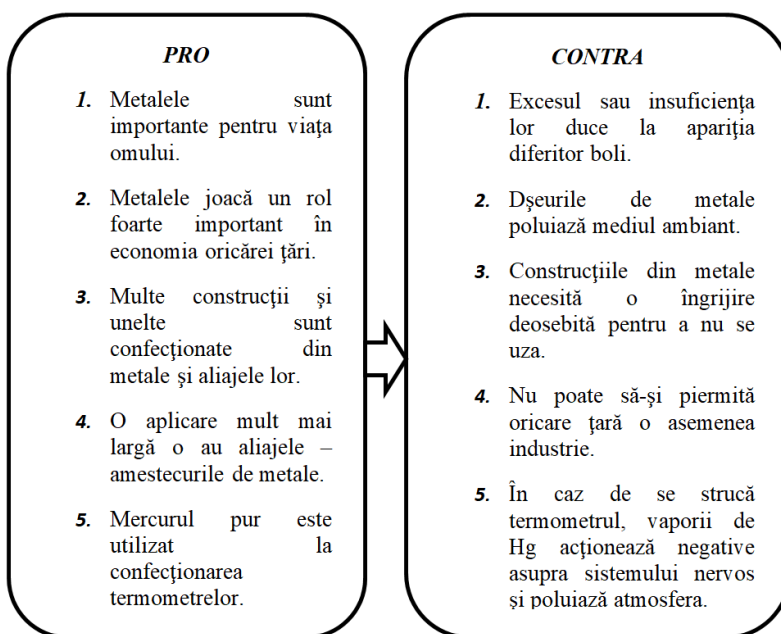 PRO
1. Metalele sunt
importante pentru viața
omului.
2. Metalele joacă un rol
foarte important în
economia oricărei ţări.
3. Multe construcţii şi
unelte sunt
confecţionate din
metale şi aliajele lor.
4. O aplicare mult mai
largă o au aliajele –
amestecurile de metale.
5. Mercurul pur este
utilizat la
confecţionarea
termometrelor.
CONTRA
1. Excesul sau insuficienţa
lor duce la apariţia
diferitor boli.
2. Dşeurile de metale
poluiază mediul ambiant.
3. Construcţiile din metale
necesită o îngrijire
deosebită pentru a nu se
uza.
4. Nu poate să-şi piermită
oricare ţară o asemenea
industrie.
5. În caz de se strucă
termometrul, vaporii de
Hg acţionează negative
asupra sistemului nervos
şi poluiază atmosfera.